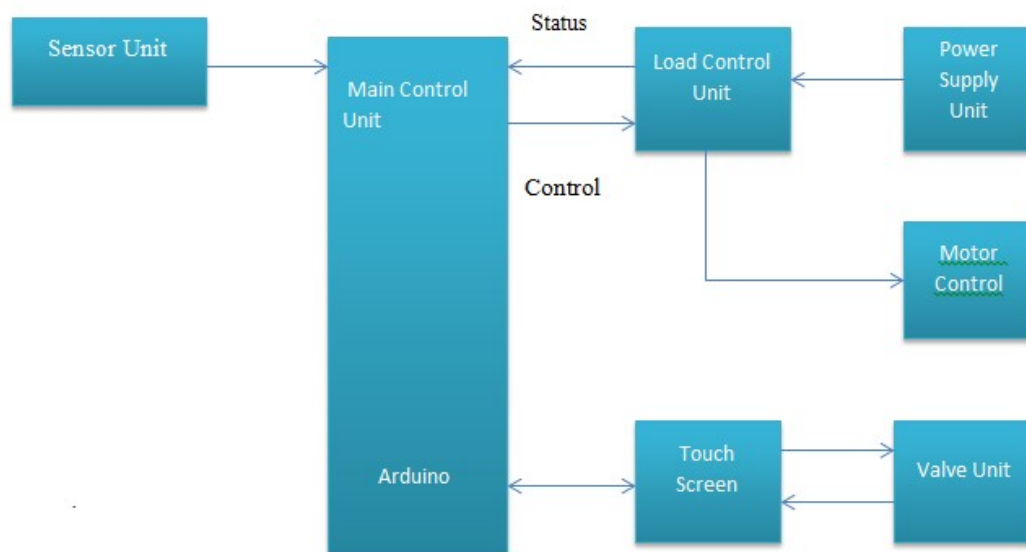 Sensor Unit
Status
Main Control
Unit
Load Control
Unit
Power
Supply
Unit
Control
Motor
Control
Arduino
Touch
Screen
Valve Unit